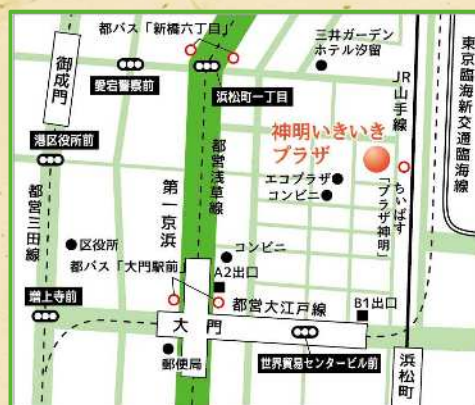 都バス「新橋六丁目」
三井ガーデン
ホテル汐留
御成門
愛宕警察前
浜松町一丁目
JR山手線
東京臨海新交通臨海線
港区役所前
神明いきいき
プラザ
都営浅草線
第一京浜
エコプラザ
コンビニ
ちぃばす
「プラザ神明」
都営三田線
区役所
コンビニ
都バス「大門駅前」
A2出口
増上寺前
都営大江戸線
B1出口
大門
郵便局
世界貿易センタービル前
浜松町